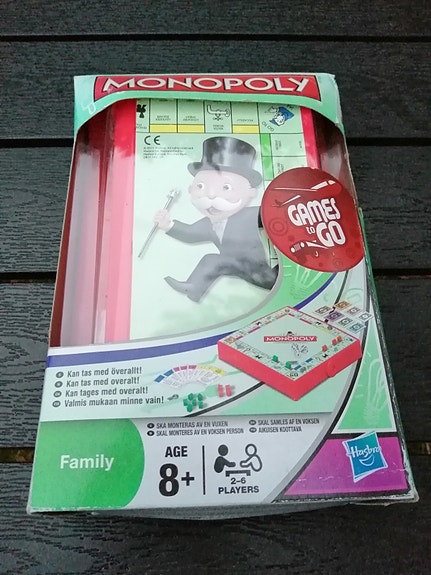 MONOPOLY
CE
GAMES
to
GO
MONOPOLY
Kan tas med överallt!
Kan tas med överalt!
Kan tages med overalt!
Valmis mukaan minne vain!
SKA MONTERAS AV EN VUXEN
SKAL SAMLES AF EN VOKSEN
SKAL MONTERES AV EN VOKSEN PERSON
AIKUISEN KOOTTAVA
Family
AGE
8+
2-6
PLAYERS
Hasbro